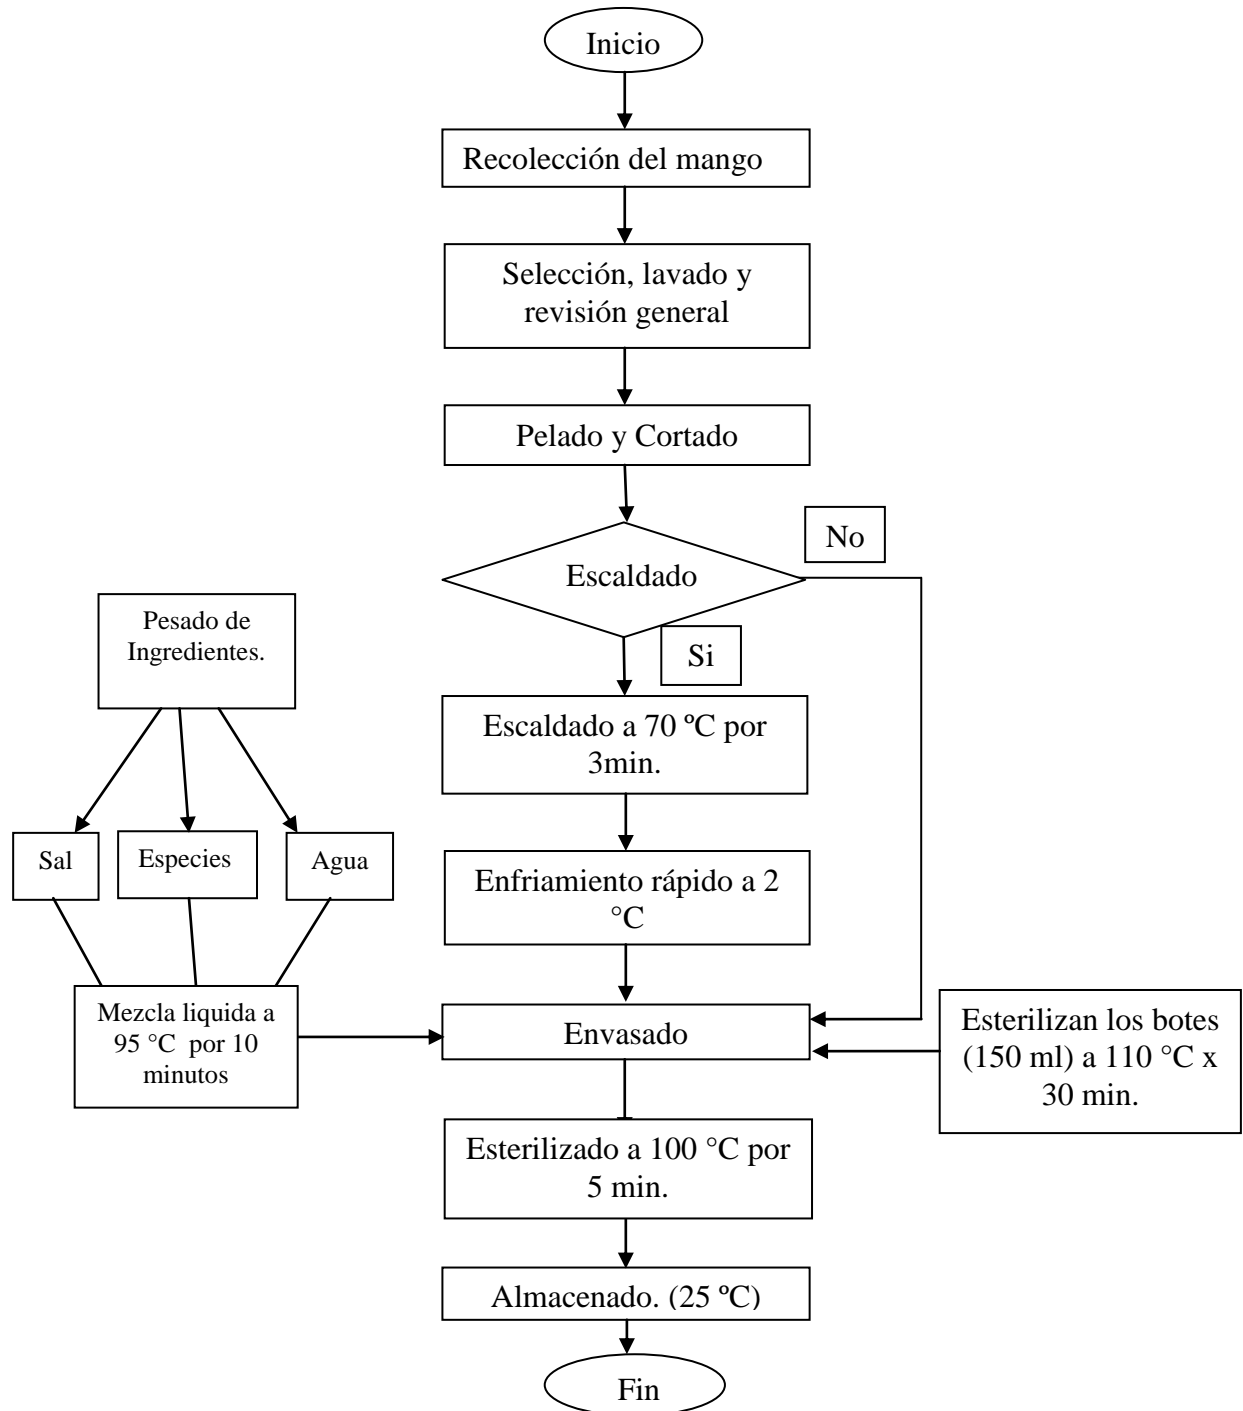 Inicio
Recolección del mango
Selección, lavado y
revisión general
Pelado y Cortado
No
Escaldado
Si
Pesado de
Ingredientes.
Escaldado a 70 ºC por
3min.
Sal
Especies
Agua
Enfriamiento rápido a 2
°C
Mezcla liquida a
95 °C por 10
minutos
Envasado
Esterilizan los botes
(150 ml) a 110 °C x
30 min.
Esterilizado a 100 °C por
5 min.
Almacenado. (25 ºC)
Fin